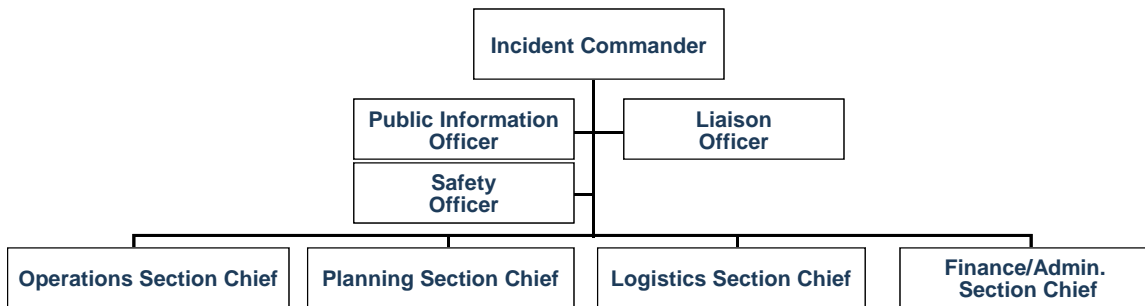 Incident Commander
Public Information
Officer
Liaison
Officer
Safety
Officer
Operations Section Chief
Planning Section Chief
Logistics Section Chief
Finance/Admin.
Section Chief